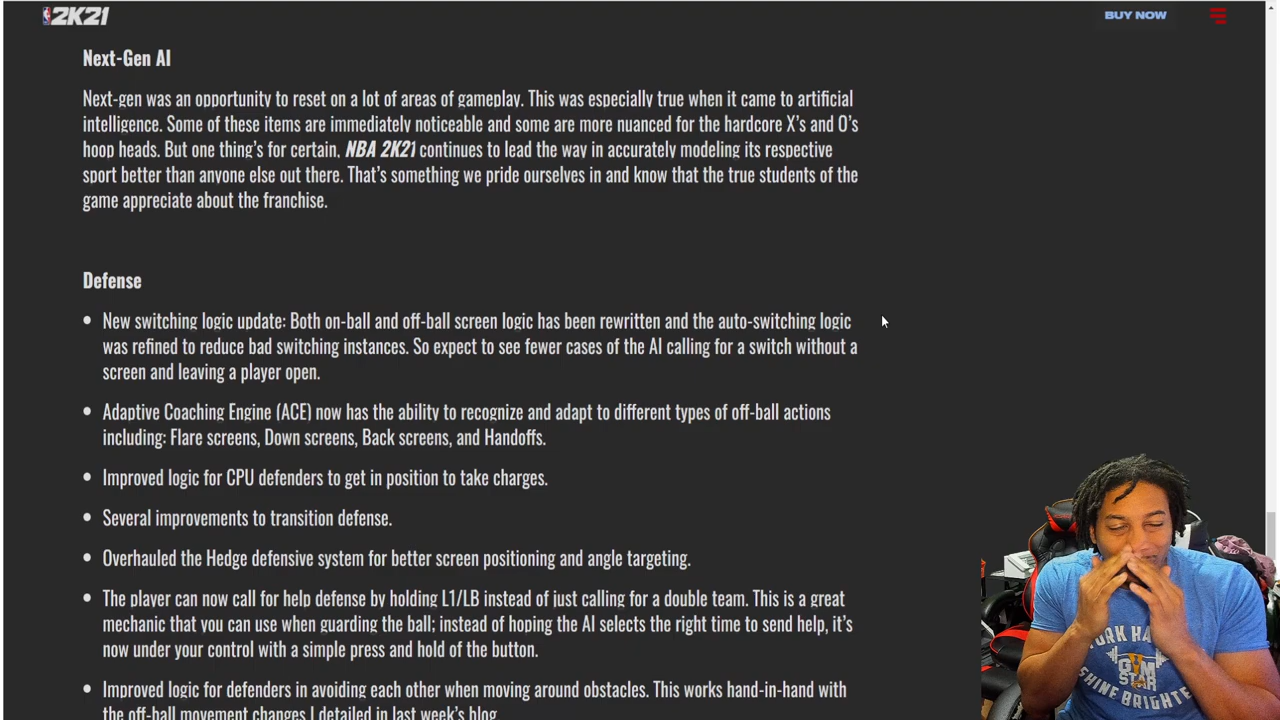 2K21
BUY NOW
Next-Gen AI
Next-gen was an opportunity to reset on a lot of areas of gameplay. This was especially true when it came to artificial
intelligence. Some of these items are immediately noticeable and some are more nuanced for the hardcore X's and O's
hoop heads. But one thing's for certain, NBA 2K21 continues to lead the way in accurately modeling its respective
sport better than anyone else out there. That's something we pride ourselves in and know that the true students of the
game appreciate about the franchise.
Defense
• New switching logic update: Both on-ball and off-ball screen logic has been rewritten and the auto-switching logic
was refined to reduce bad switching instances. So expect to see fewer cases of the AI calling for a switch without a
screen and leaving a player open.
• Adaptive Coaching Engine (ACE) now has the ability to recognize and adapt to different types of off-ball actions
including: Flare screens, Down screens, Back screens, and Handoffs.
• Improved logic for CPU defenders to get in position to take charges.
• Several improvements to transition defense.
• Overhauled the Hedge defensive system for better screen positioning and angle targeting.
• The player can now call for help defense by holding L1/LB instead of just calling for a double team. This is a great
mechanic that you can use when guarding the ball; instead of hoping the AI selects the right time to send help, it's
now under your control with a simple press and hold of the button.
• Improved logic for defenders in avoiding each other when moving around obstacles. This works hand-in-hand with
the off-ball movement changes I detailed in last week's blog
GYM
STAR